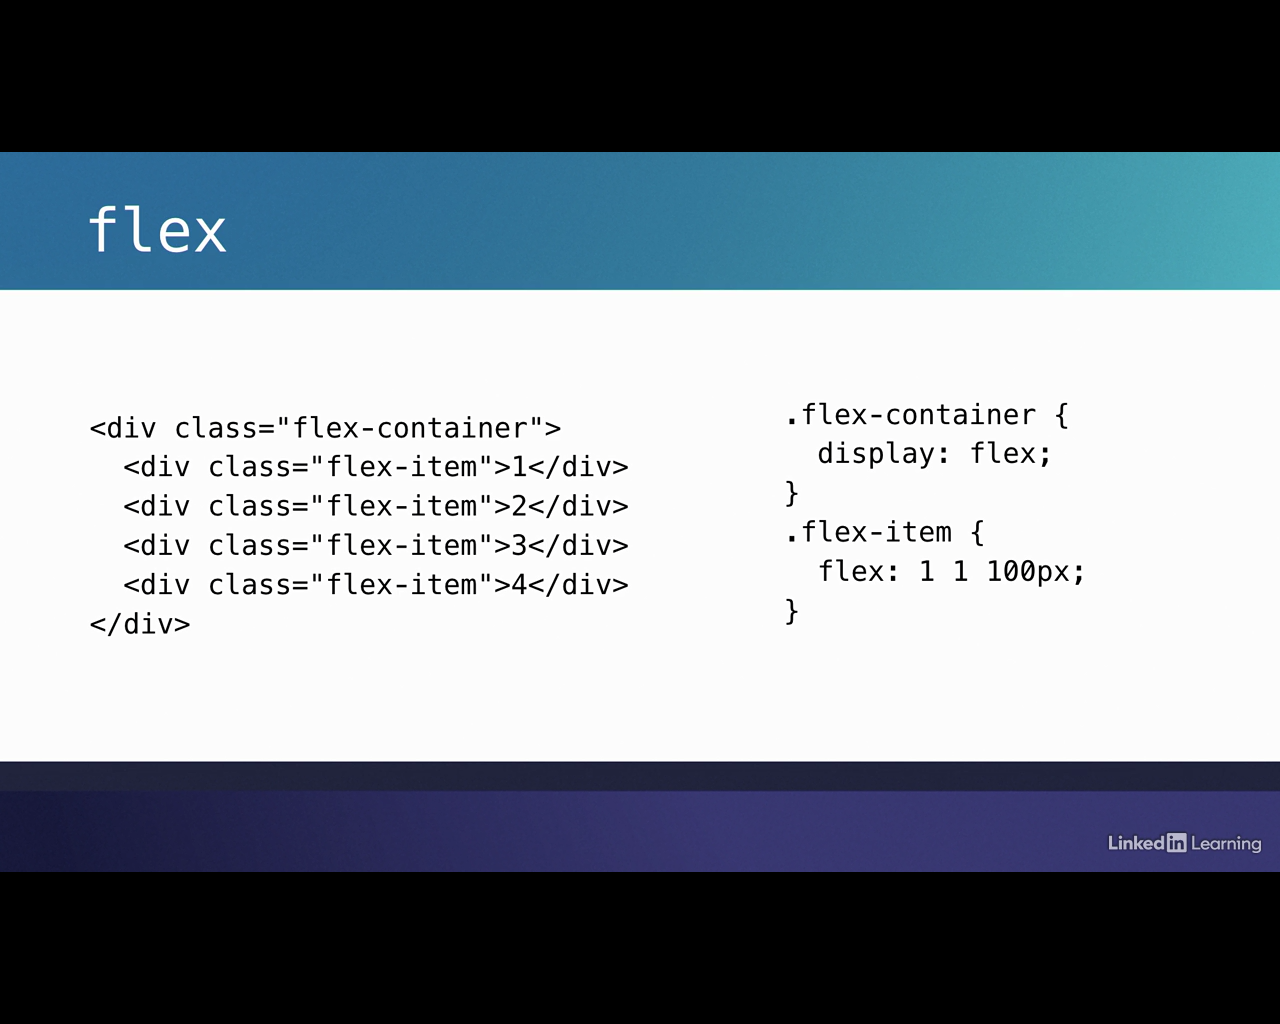 flex
<div class="flex-container">
  <div class="flex-item">1</div>
  <div class="flex-item">2</div>
  <div class="flex-item">3</div>
  <div class="flex-item">4</div>
</div>
.flex-container {
  display: flex;
}
.flex-item {
  flex: 1 1 100px;
}
Linked in Learning